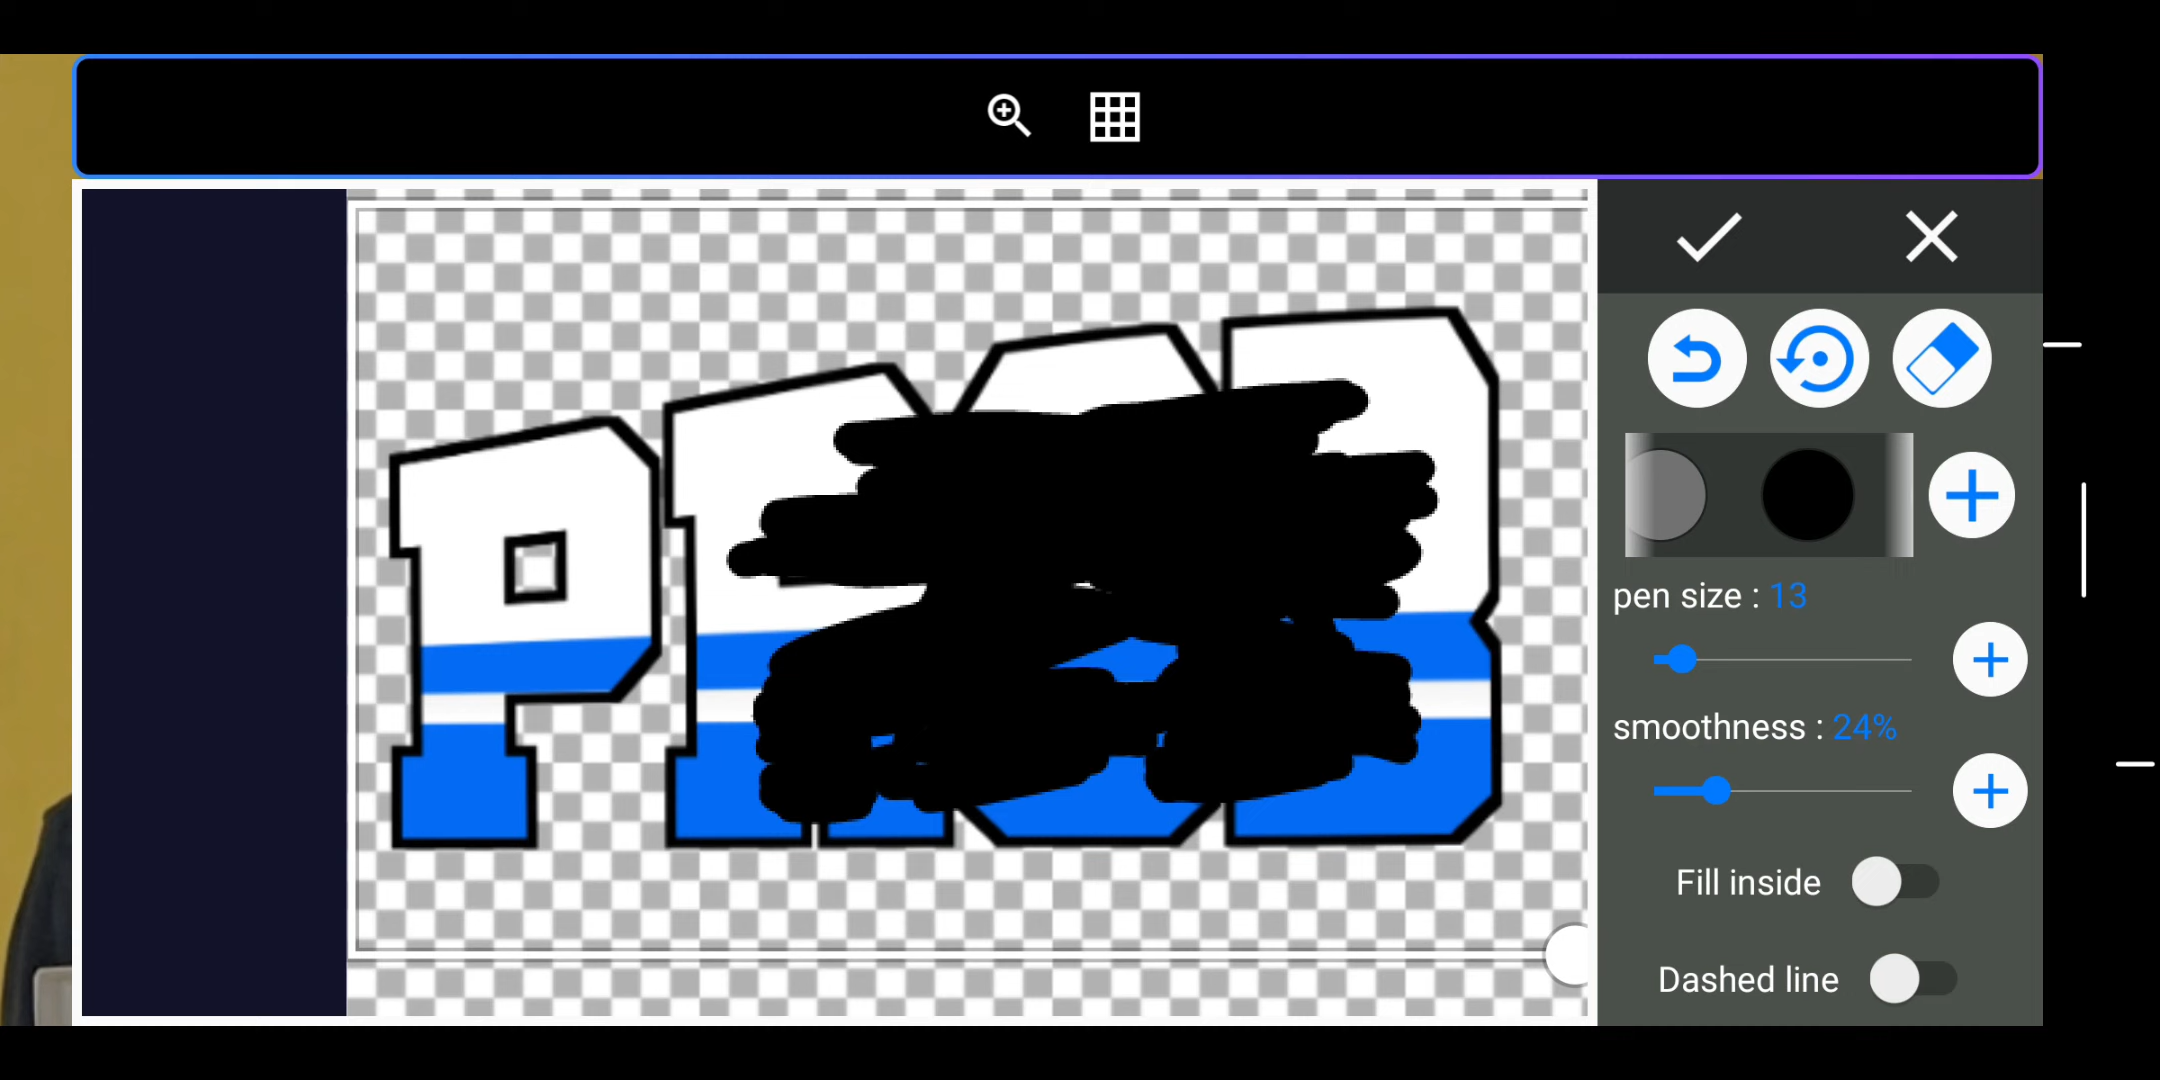 P
pen size : 13
smoothness : 24%
Fill inside
Dashed line